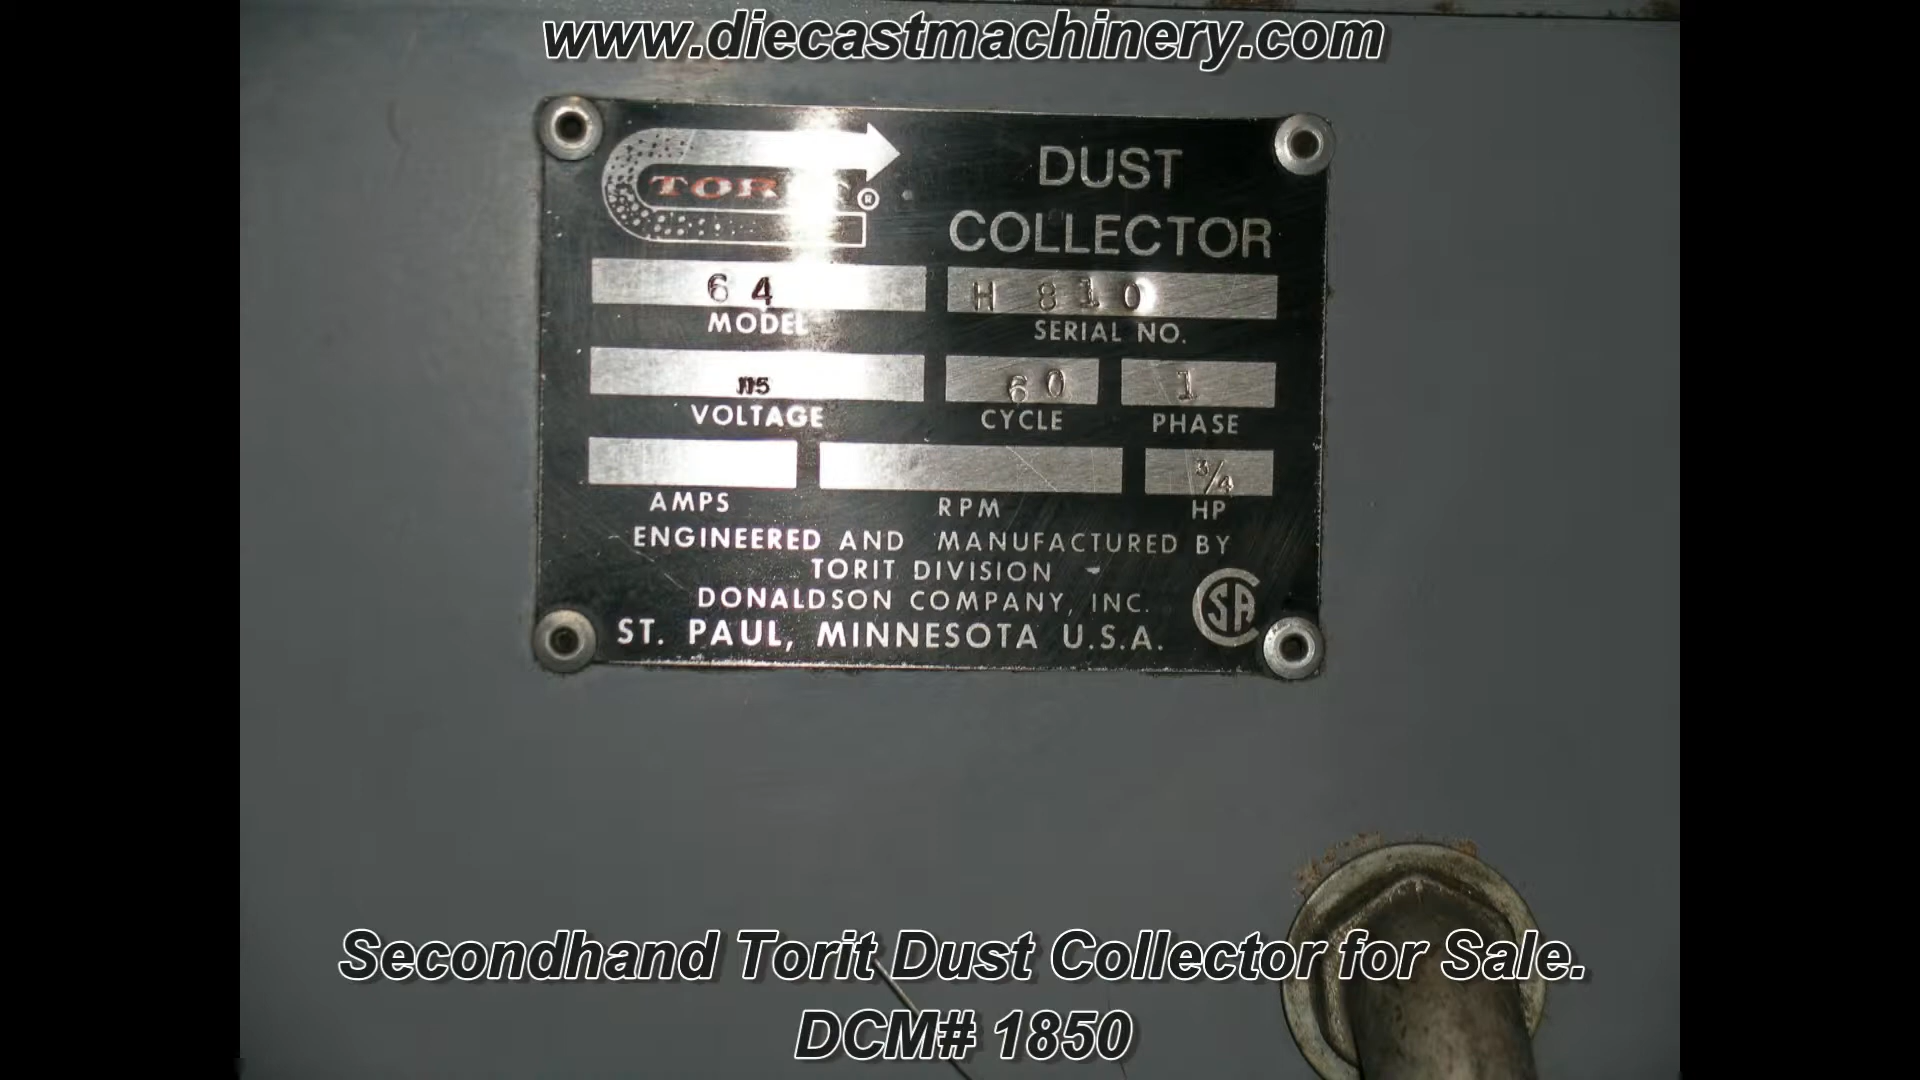 www.diecastmachinery.com
TORIT ®
DUST
COLLECTOR
64
MODEL
H 810
SERIAL NO.
115
VOLTAGE
60
CYCLE
1
PHASE
AMPS
RPM
3/4
HP
ENGINEERED AND MANUFACTURED BY
TORIT DIVISION
DONALDSON COMPANY, INC.
ST. PAUL, MINNESOTA U.S.A.
SA
Secondhand Torit Dust Collector for Sale.
DCM# 1850